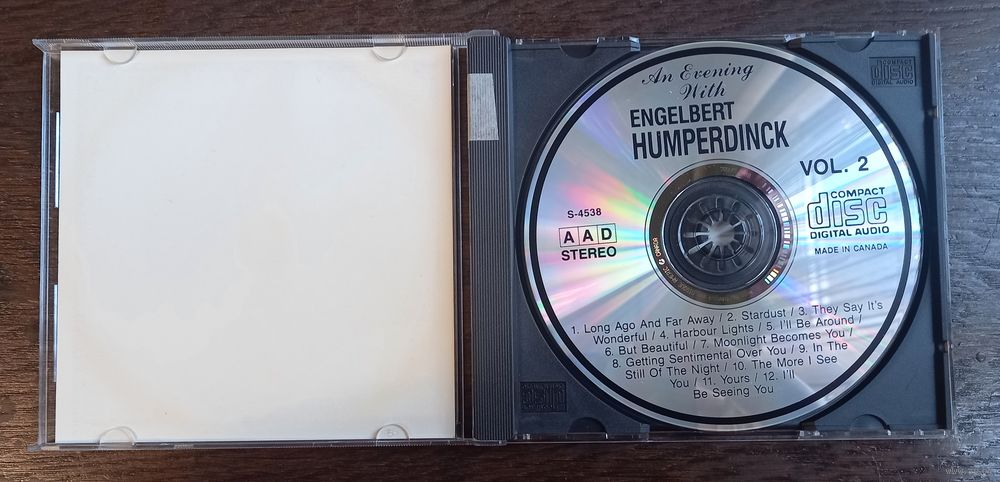 An Evening
With
ENGELBERT
HUMPERDINCK
VOL. 2
S-4538
AAD
STEREO
COMPACT
disc
DIGITAL AUDIO
MADE IN CANADA
1. Long Ago And Far Away / 2. Stardust / 3. They Say It's
Wonderful / 4. Harbour Lights / 5. I'll Be Around /
6. But Beautiful / 7. Moonlight Becomes You /
8. Getting Sentimental Over You / 9. In The
Still Of The Night / 10. The More I See
You / 11. Yours / 12. I'll
Be Seeing You
COMPACT
disc
DIGITAL AUDIO